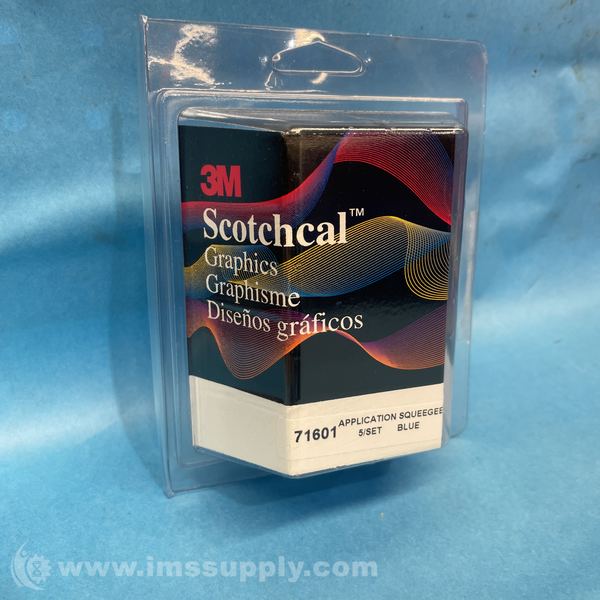 3M
Scotchcal™
Graphics
Graphisme
Diseños gráficos
71601 APPLICATION SQUEEGEE
5/SET BLUE
www.imssupply.com